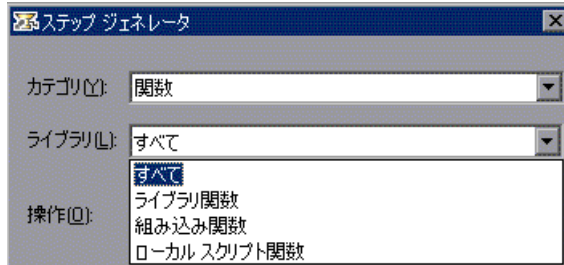 ステップ ジェネレータ
カテゴリ(Y): 関数
ライブラリ(L): すべて
すべて
ライブラリ関数
操作(O):
組み込み関数
ローカル スクリプト関数